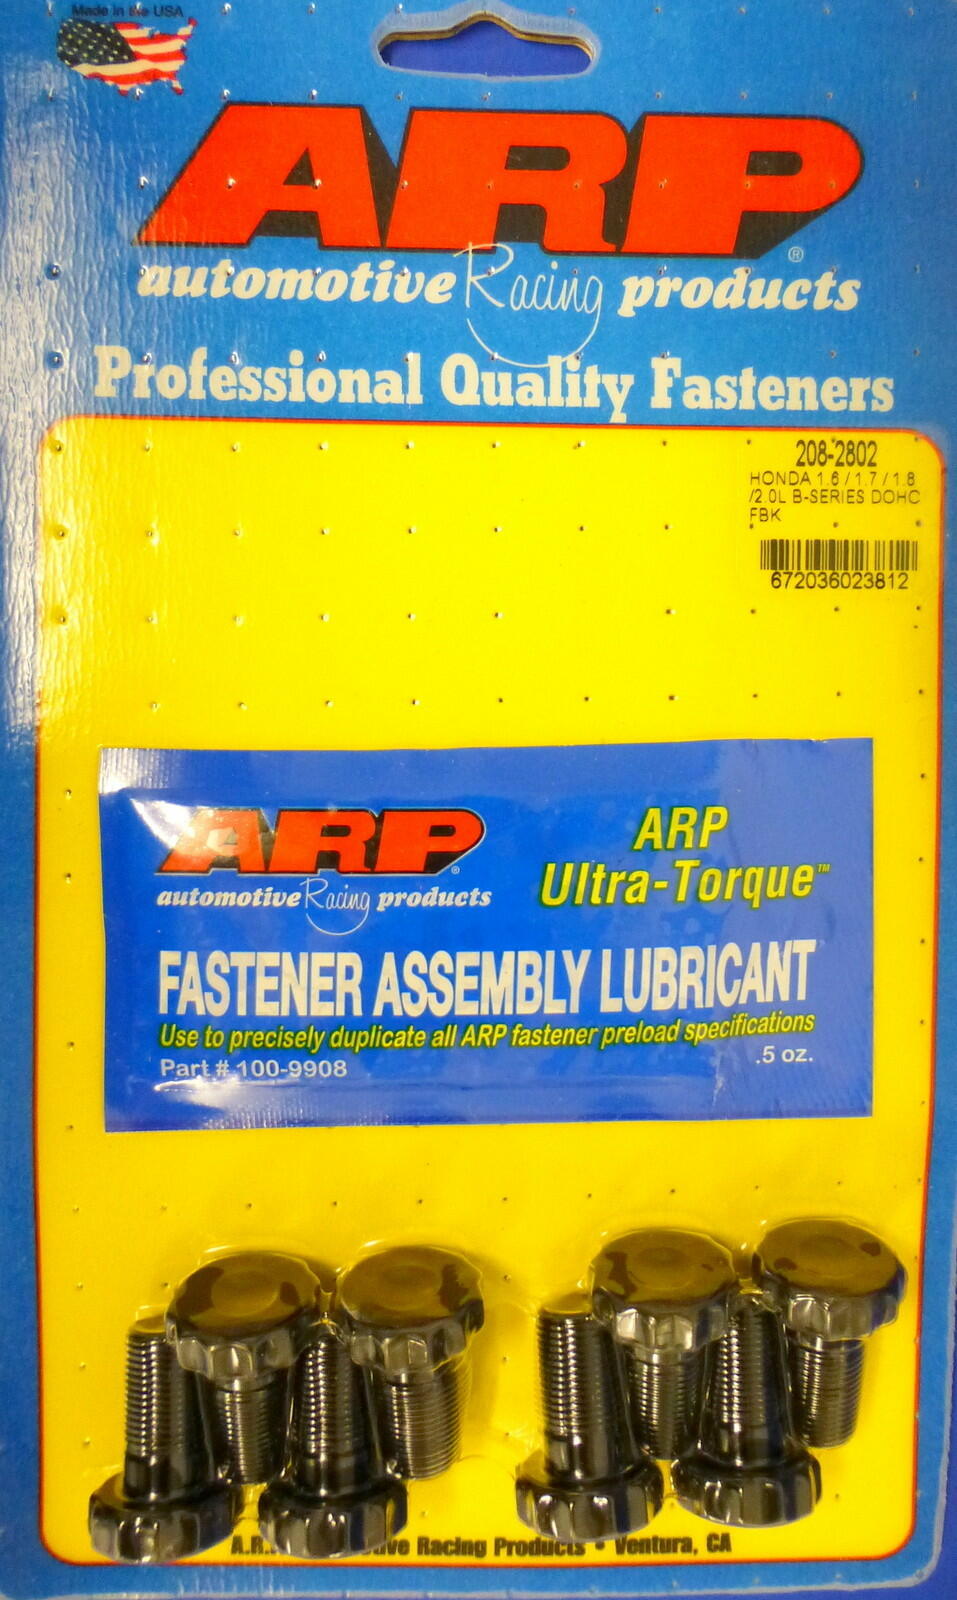 Made in the USA
ARP®
automotive Racing products
Professional Quality Fasteners
208-2802
HONDA 1.6 / 1.7 / 1.8
/2.0L B-SERIES DOHC
FBK
672036023812
ARP®
automotive Racing products
ARP
Ultra-Torque™
FASTENER ASSEMBLY LUBRICANT
Use to precisely duplicate all ARP fastener preload specifications
Part # 100-9908 .5 oz.
Racing Products • Ventura, CA